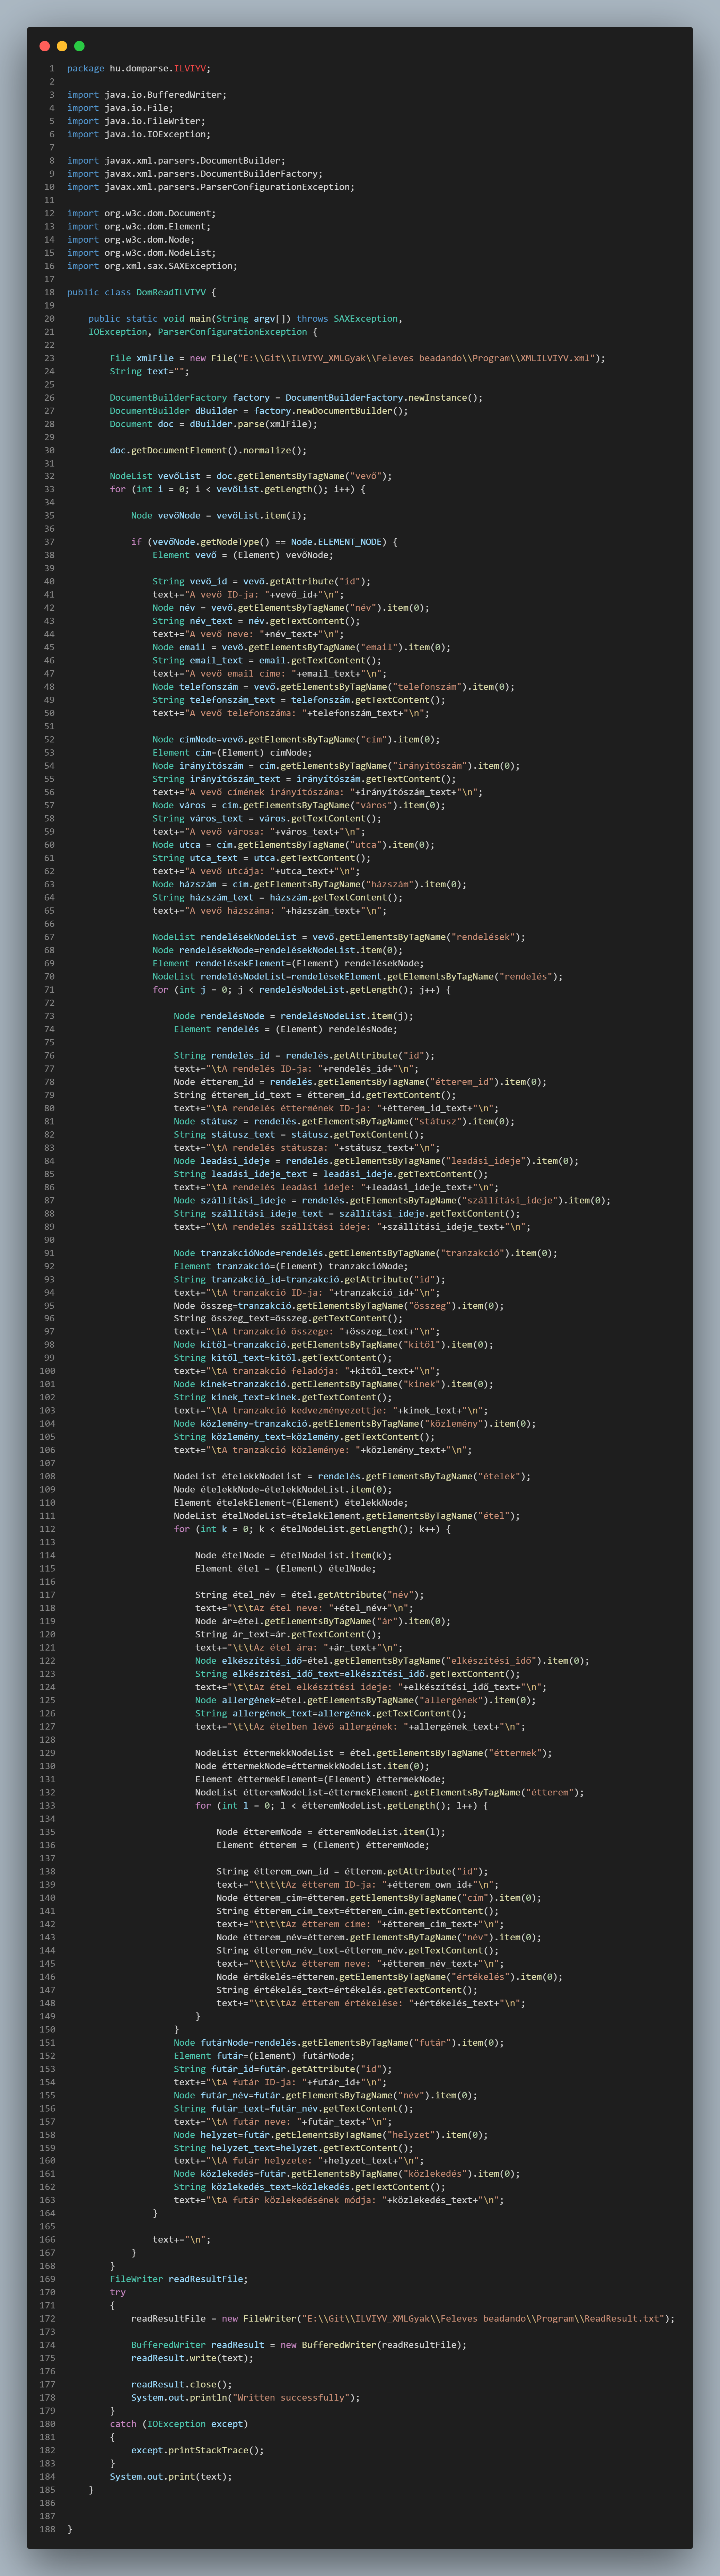 1 package hu.domparse.ILVIYV;
2
3 import java.io.BufferedWriter;
4 import java.io.File;
5 import java.io.FileWriter;
6 import java.io.IOException;
7
8 import javax.xml.parsers.DocumentBuilder;
9 import javax.xml.parsers.DocumentBuilderFactory;
10 import javax.xml.parsers.ParserConfigurationException;
11
12 import org.w3c.dom.Document;
13 import org.w3c.dom.Element;
14 import org.w3c.dom.Node;
15 import org.w3c.dom.NodeList;
16 import org.xml.sax.SAXException;
17
18 public class DomReadILVIYV {
19
20 public static void main(String argv[]) throws SAXException,
21 IOException, ParserConfigurationException {
22
23 File xmlFile = new File("E:\\Git\\ILVIYV_XMLGyak\\Feleves beadando\\Program\\XMLILVIYV.xml");
24 String text="";
25
26 DocumentBuilderFactory factory = DocumentBuilderFactory.newInstance();
27 DocumentBuilder dBuilder = factory.newDocumentBuilder();
28 Document doc = dBuilder.parse(xmlFile);
29
30 doc.getDocumentElement().normalize();
31
32 NodeList vevőList = doc.getElementsByTagName("vevő");
33 for (int i = 0; i < vevőList.getLength(); i++) {
34
35 Node vevőNode = vevőList.item(i);
36
37 if (vevőNode.getNodeType() == Node.ELEMENT_NODE) {
38 Element vevő = (Element) vevőNode;
39
40 String vevő_id = vevő.getAttribute("id");
41 text+="A vevő ID-ja: "+vevő_id+"\n";
42 Node név = vevő.getElementsByTagName("név").item(0);
43 String név_text = név.getTextContent();
44 text+="A vevő neve: "+név_text+"\n";
45 Node email = vevő.getElementsByTagName("email").item(0);
46 String email_text = email.getTextContent();
47 text+="A vevő email címe: "+email_text+"\n";
48 Node telefonszám = vevő.getElementsByTagName("telefonszám").item(0);
49 String telefonszám_text = telefonszám.getTextContent();
50 text+="A vevő telefonszáma: "+telefonszám_text+"\n";
51
52 Node címNode=vevő.getElementsByTagName("cím").item(0);
53 Element cím=(Element) címNode;
54 Node irányítószám = cím.getElementsByTagName("irányítószám").item(0);
55 String irányítószám_text = irányítószám.getTextContent();
56 text+="A vevő címének irányítószáma: "+irányítószám_text+"\n";
57 Node város = cím.getElementsByTagName("város").item(0);
58 String város_text = város.getTextContent();
59 text+="A vevő városa: "+város_text+"\n";
60 Node utca = cím.getElementsByTagName("utca").item(0);
61 String utca_text = utca.getTextContent();
62 text+="A vevő utcája: "+utca_text+"\n";
63 Node házszám = cím.getElementsByTagName("házszám").item(0);
64 String házszám_text = házszám.getTextContent();
65 text+="A vevő házszáma: "+házszám_text+"\n";
66
67 NodeList rendelésekNodeList = vevő.getElementsByTagName("rendelések");
68 Node rendelésekNode=rendelésekNodeList.item(0);
69 Element rendelésekElement=(Element) rendelésekNode;
70 NodeList rendelésNodeList=rendelésekElement.getElementsByTagName("rendelés");
71 for (int j = 0; j < rendelésNodeList.getLength(); j++) {
72
73 Node rendelésNode = rendelésNodeList.item(j);
74 Element rendelés = (Element) rendelésNode;
75
76 String rendelés_id = rendelés.getAttribute("id");
77 text+="\tA rendelés ID-ja: "+rendelés_id+"\n";
78 Node étterem_id = rendelés.getElementsByTagName("étterem_id").item(0);
79 String étterem_id_text = étterem_id.getTextContent();
80 text+="\tA rendelés éttermének ID-ja: "+étterem_id_text+"\n";
81 Node státusz = rendelés.getElementsByTagName("státusz").item(0);
82 String státusz_text = státusz.getTextContent();
83 text+="\tA rendelés státusza: "+státusz_text+"\n";
84 Node leadási_ideje = rendelés.getElementsByTagName("leadási_ideje").item(0);
85 String leadási_ideje_text = leadási_ideje.getTextContent();
86 text+="\tA rendelés leadási ideje: "+leadási_ideje_text+"\n";
87 Node szállítási_ideje = rendelés.getElementsByTagName("szállítási_ideje").item(0);
88 String szállítási_ideje_text = szállítási_ideje.getTextContent();
89 text+="\tA rendelés szállítási ideje: "+szállítási_ideje_text+"\n";
90
91 Node tranzakcióNode=rendelés.getElementsByTagName("tranzakció").item(0);
92 Element tranzakció=(Element) tranzakcióNode;
93 String tranzakció_id=tranzakció.getAttribute("id");
94 text+="\tA tranzakció ID-ja: "+tranzakció_id+"\n";
95 Node összeg=tranzakció.getElementsByTagName("összeg").item(0);
96 String összeg_text=összeg.getTextContent();
97 text+="\tA tranzakció összege: "+összeg_text+"\n";
98 Node kitől=tranzakció.getElementsByTagName("kitől").item(0);
99 String kitől_text=kitől.getTextContent();
100 text+="\tA tranzakció feladója: "+kitől_text+"\n";
101 Node kinek=tranzakció.getElementsByTagName("kinek").item(0);
102 String kinek_text=kinek.getTextContent();
103 text+="\tA tranzakció kedvezményezettje: "+kinek_text+"\n";
104 Node közlemény=tranzakció.getElementsByTagName("közlemény").item(0);
105 String közlemény_text=közlemény.getTextContent();
106 text+="\tA tranzakció közleménye: "+közlemény_text+"\n";
107
108 NodeList ételekkNodeList = rendelés.getElementsByTagName("ételek");
109 Node ételekkNode=ételekkNodeList.item(0);
110 Element ételekElement=(Element) ételekkNode;
111 NodeList ételNodeList=ételekElement.getElementsByTagName("étel");
112 for (int k = 0; k < ételNodeList.getLength(); k++) {
113
114 Node ételNode = ételNodeList.item(k);
115 Element étel = (Element) ételNode;
116
117 String étel_név = étel.getAttribute("név");
118 text+="\t\tAz étel neve: "+étel_név+"\n";
119 Node ár=étel.getElementsByTagName("ár").item(0);
120 String ár_text=ár.getTextContent();
121 text+="\t\tAz étel ára: "+ár_text+"\n";
122 Node elkészítési_idő=étel.getElementsByTagName("elkészítési_idő").item(0);
123 String elkészítési_idő_text=elkészítési_idő.getTextContent();
124 text+="\t\tAz étel elkészítési ideje: "+elkészítési_idő_text+"\n";
125 Node allergének=étel.getElementsByTagName("allergének").item(0);
126 String allergének_text=allergének.getTextContent();
127 text+="\t\tAz ételben lévő allergének: "+allergének_text+"\n";
128
129 NodeList éttermekkNodeList = étel.getElementsByTagName("éttermek");
130 Node éttermekNode=éttermekkNodeList.item(0);
131 Element éttermekElement=(Element) éttermekNode;
132 NodeList étteremNodeList=éttermekElement.getElementsByTagName("étterem");
133 for (int l = 0; l < étteremNodeList.getLength(); l++) {
134
135 Node étteremNode = étteremNodeList.item(l);
136 Element étterem = (Element) étteremNode;
137
138 String étterem_own_id = étterem.getAttribute("id");
139 text+="\t\t\tAz étterem ID-ja: "+étterem_own_id+"\n";
140 Node étterem_cim=étterem.getElementsByTagName("cím").item(0);
141 String étterem_cim_text=étterem_cim.getTextContent();
142 text+="\t\t\tAz étterem címe: "+étterem_cim_text+"\n";
143 Node étterem_név=étterem.getElementsByTagName("név").item(0);
144 String étterem_név_text=étterem_név.getTextContent();
145 text+="\t\t\tAz étterem neve: "+étterem_név_text+"\n";
146 Node értékelés=étterem.getElementsByTagName("értékelés").item(0);
147 String értékelés_text=értékelés.getTextContent();
148 text+="\t\t\tAz étterem értékelése: "+értékelés_text+"\n";
149 }
150 }
151 Node futárNode=rendelés.getElementsByTagName("futár").item(0);
152 Element futár=(Element) futárNode;
153 String futár_id=futár.getAttribute("id");
154 text+="\tA futár ID-ja: "+futár_id+"\n";
155 Node futár_név=futár.getElementsByTagName("név").item(0);
156 String futár_text=futár_név.getTextContent();
157 text+="\tA futár neve: "+futár_text+"\n";
158 Node helyzet=futár.getElementsByTagName("helyzet").item(0);
159 String helyzet_text=helyzet.getTextContent();
160 text+="\tA futár helyzete: "+helyzet_text+"\n";
161 Node közlekedés=futár.getElementsByTagName("közlekedés").item(0);
162 String közlekedés_text=közlekedés.getTextContent();
163 text+="\tA futár közlekedésének módja: "+közlekedés_text+"\n";
164 }
165
166 text+="\n";
167 }
168 }
169 FileWriter readResultFile;
170 try
171 {
172 readResultFile = new FileWriter("E:\\Git\\ILVIYV_XMLGyak\\Feleves beadando\\Program\\ReadResult.txt");
173
174 BufferedWriter readResult = new BufferedWriter(readResultFile);
175 readResult.write(text);
176
177 readResult.close();
178 System.out.println("Written successfully");
179 }
180 catch (IOException except)
181 {
182 except.printStackTrace();
183 }
184 System.out.print(text);
185 }
186
187
188 }